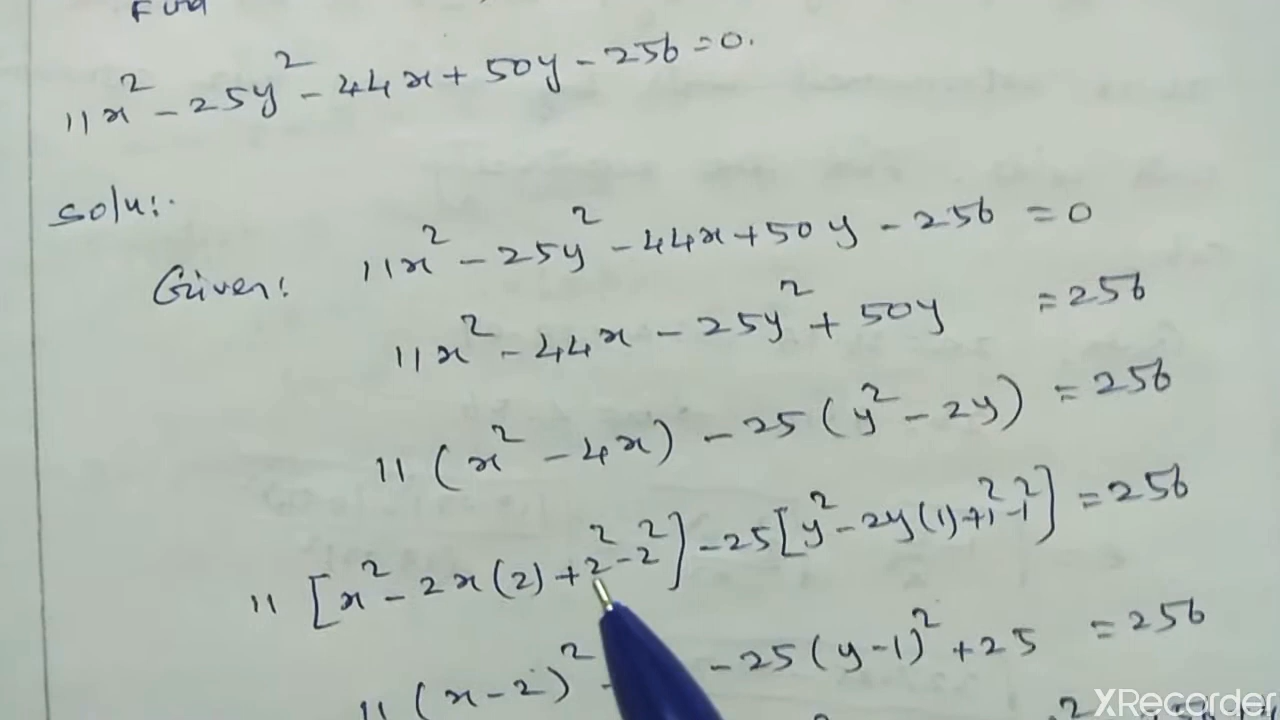 Find
11x² - 25y² - 44x + 50y - 256 = 0.
Solu:
Given: 11x² - 25y² - 44x + 50y - 256 = 0
11x² - 44x - 25y² + 50y = 256
11 (x² - 4x) - 25 (y² - 2y) = 256
11 [x² - 2x(2) + 2² - 2²] - 25 [y² - 2y(1) + 1² - 1²] = 256
11 (x - 2)² - - 25 (y - 1)² + 25 = 256
XRecorder